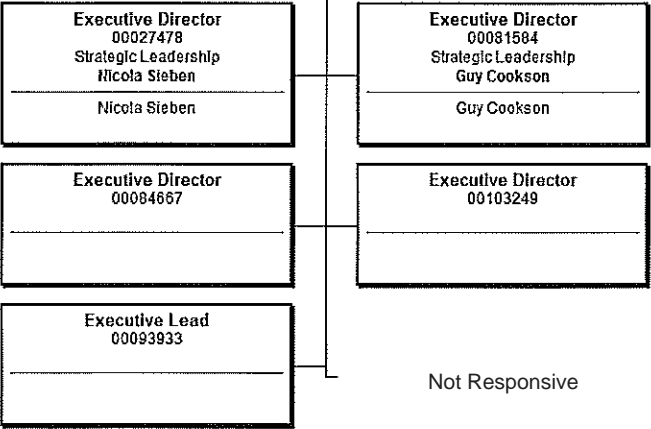 Executive Director
00027478
Strategic Leadership
Nicola Sieben
Nicola Sieben
Executive Director
00081584
Strategic Leadership
Guy Cookson
Guy Cookson
Executive Director
00084667
Executive Director
00103249
Executive Lead
00093933
Not Responsive